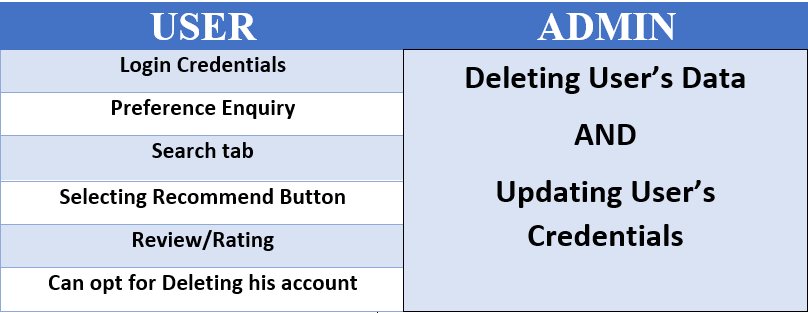 USER
ADMIN
Login Credentials
Preference Enquiry
Search tab
Selecting Recommend Button
Review/Rating
Can opt for Deleting his account
Deleting User’s Data
AND
Updating User’s
Credentials